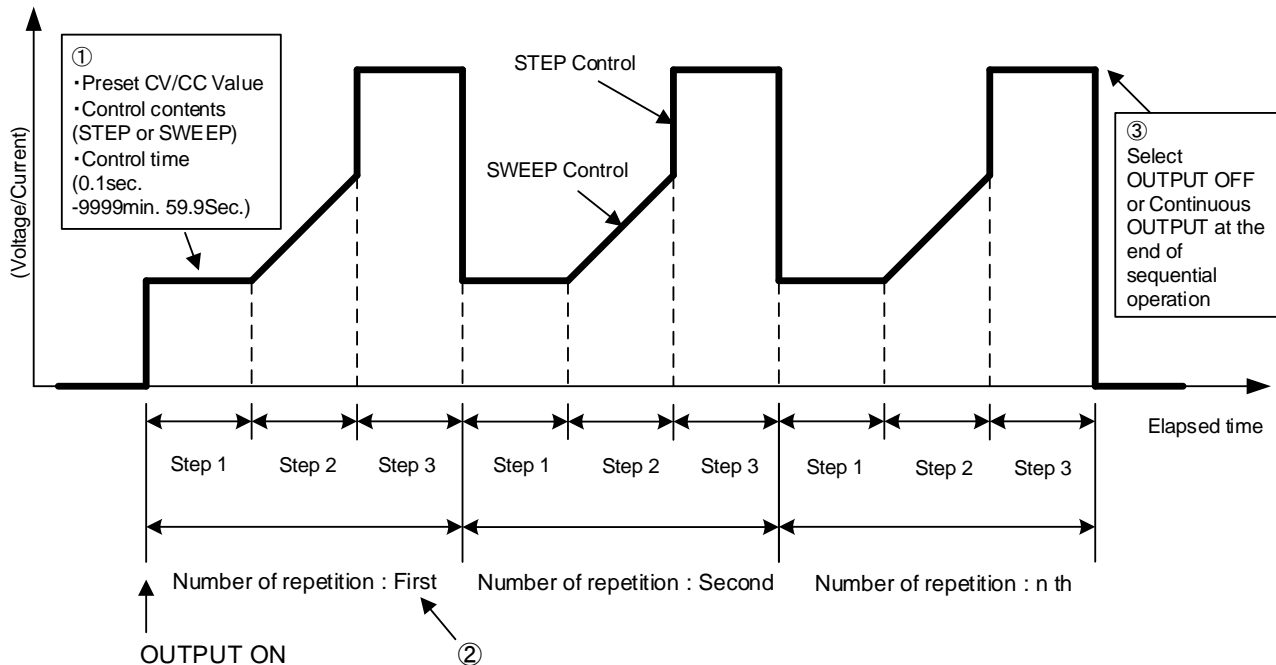 (Voltage/Current)
①
・Preset CV/CC Value
・Control contents
(STEP or SWEEP)
・Control time
(0.1sec.
-9999min. 59.9Sec.)
STEP Control
SWEEP Control
③
Select
OUTPUT OFF
or Continuous
OUTPUT at the
end of
sequential
operation
Elapsed time
Step 1 Step 2 Step 3 Step 1 Step 2 Step 3 Step 1 Step 2 Step 3
Number of repetition : First Number of repetition : Second Number of repetition : n th
OUTPUT ON
②